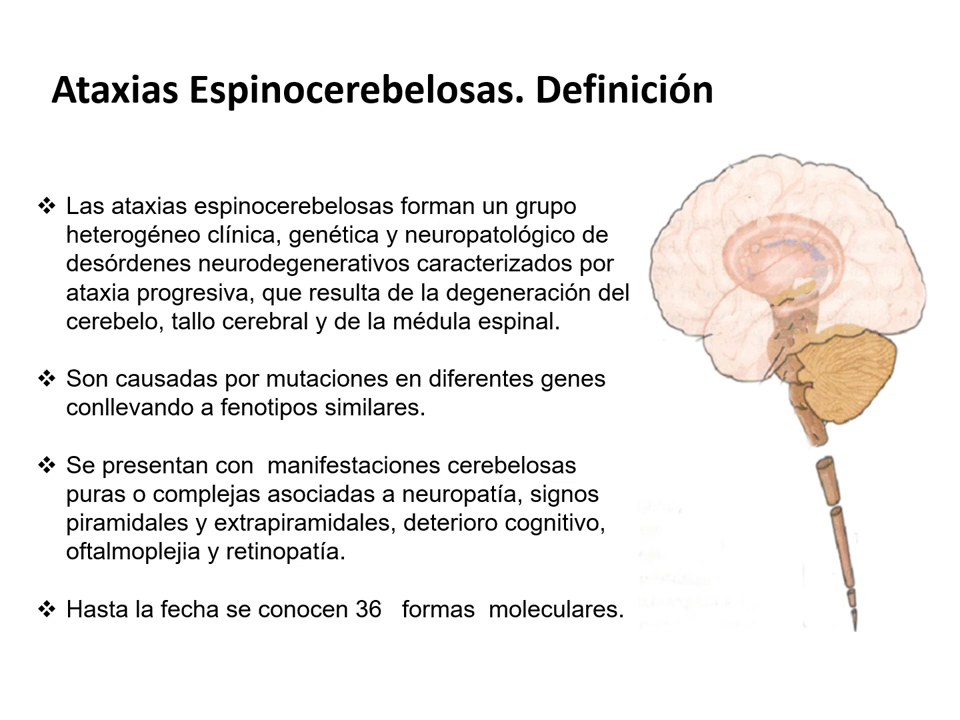 Ataxias Espinocerebelosas. Definición
❖ Las ataxias espinocerebelosas forman un grupo
heterogéneo clínica, genética y neuropatológico de
desórdenes neurodegenerativos caracterizados por
ataxia progresiva, que resulta de la degeneración del
cerebelo, tallo cerebral y de la médula espinal.
❖ Son causadas por mutaciones en diferentes genes
conllevando a fenotipos similares.
❖ Se presentan con  manifestaciones cerebelosas
puras o complejas asociadas a neuropatía, signos
piramidales y extrapiramidales, deterioro cognitivo,
oftalmoplejia y retinopatía.
❖ Hasta la fecha se conocen 36   formas  moleculares.